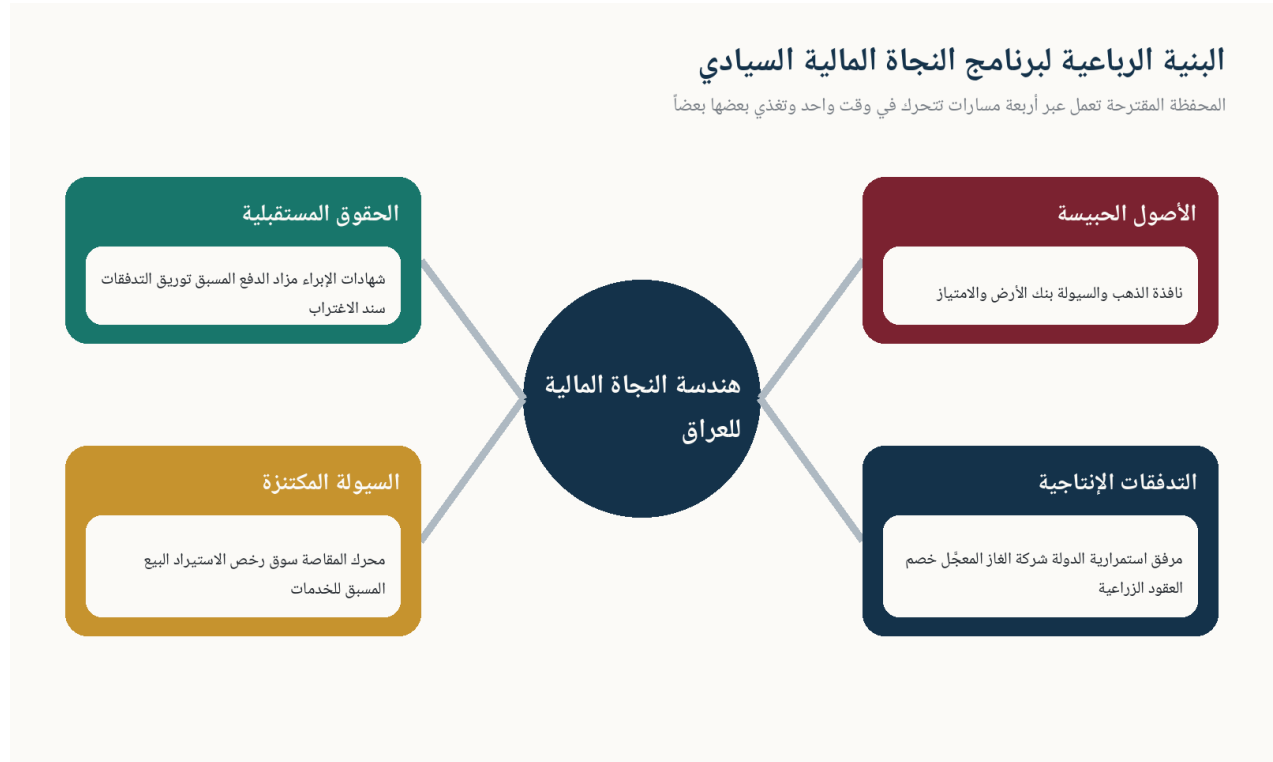 البنية الرباعية لبرنامج النجاة المالية السيادي
المحفظة المقترحة تعمل عبر أربعة مسارات تتحرك في وقت واحد وتغذي بعضها بعضاً
الأصول الحبيسة
نافذة الذهب والسيولة بنك الأرض والامتياز
الحقوق المستقبلية
شهادات الإبراء مزاد الدفع المسبق توريق التدفقات
سند الاغتراب
هندسة النجاة المالية
للعراق
التدفقات الإنتاجية
مرفق استمرارية الدولة شركة الغاز المعجَّل خصم
العقود الزراعية
السيولة المكتنزة
محرك المقاصة سوق رخص الاستيراد البيع
المسبق للخدمات